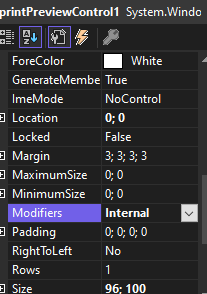 printPreviewControl1 System.Windo
ForeColor White
GenerateMembe True
ImeMode NoControl
Location 0; 0
Locked False
Margin 3; 3; 3; 3
MaximumSize 0; 0
MinimumSize 0; 0
Modifiers Internal
Padding 0; 0; 0; 0
RightToLeft No
Rows 1
Size 96; 100